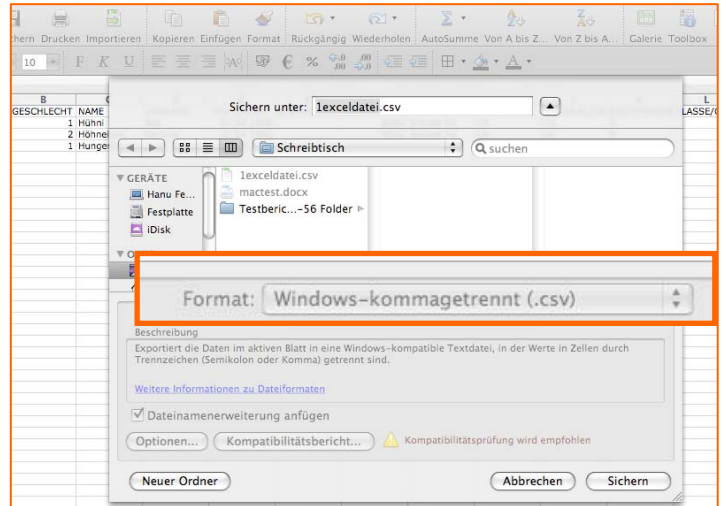 chern Drucken Importieren Kopieren Einfügen Format Rückgängig Wiederholen AutoSumme Von A bis Z... Von Z bis A... Galerie Toolbox
10 F K U % ,00
B L
GESCHLECHT NAME LASSE/
1 Hühni
2 Höhne
1 Hunger
Sichern unter: 1exceldatei.csv
Schreibtisch
suchen
GERÄTE
Hanu Fe...
Festplatte
iDisk
1exceldatei.csv
mactest.docx
Testberic...-56 Folder
Format: Windows-kommagetrennt (.csv)
Beschreibung
Exportiert die Daten im aktiven Blatt in eine Windows-kompatible Textdatei, in der Werte in Zellen durch
Trennzeichen (Semikolon oder Komma) getrennt sind.
Weitere Informationen zu Dateiformaten
Dateinamenerweiterung anfügen
Optionen... Kompatibilitätsbericht... Kompatibilitätsprüfung wird empfohlen
Neuer Ordner Abbrechen Sichern